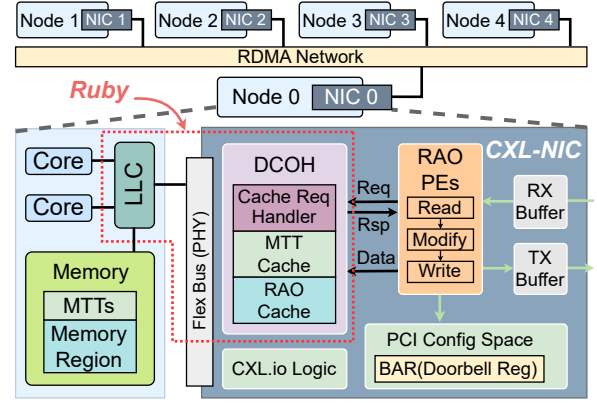 Node 1 NIC 1
Node 2 NIC 2
Node 3 NIC 3
Node 4 NIC 4
RDMA Network
Node 0 NIC 0
Ruby
CXL-NIC
Core
Core
LLC
Memory
MTTs
Memory
Region
Flex Bus (PHY)
DCOH
Cache Req
Handler
MTT
Cache
RAO
Cache
CXL.io Logic
Req
Rsp
Data
RAO
PEs
Read
Modify
Write
RX
Buffer
TX
Buffer
PCI Config Space
BAR(Doorbell Reg)